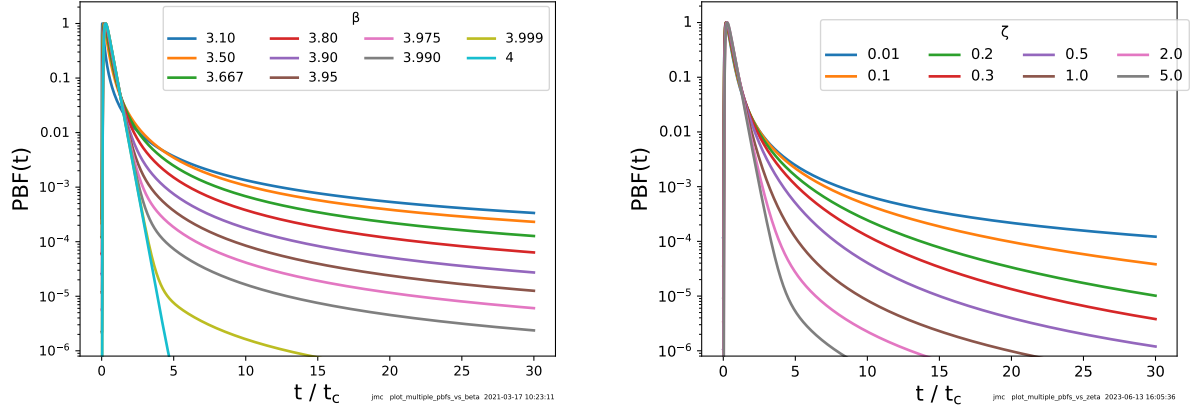 β
3.10 3.80 3.975 3.999
3.50 3.90 3.990 4
3.667 3.95
PBF(t)
1
0.1
0.01
10⁻³
10⁻⁴
10⁻⁵
10⁻⁶
0 5 10 15 20 25 30
t / t_c
jmc plot_multiple_pbfs_vs_beta 2021-03-17 10:23:11
ζ
0.01 0.2 0.5 2.0
0.1 0.3 1.0 5.0
PBF(t)
1
0.1
0.01
10⁻³
10⁻⁴
10⁻⁵
10⁻⁶
0 5 10 15 20 25 30
t / t_c
jmc plot_multiple_pbfs_vs_zeta 2023-06-13 16:05:36